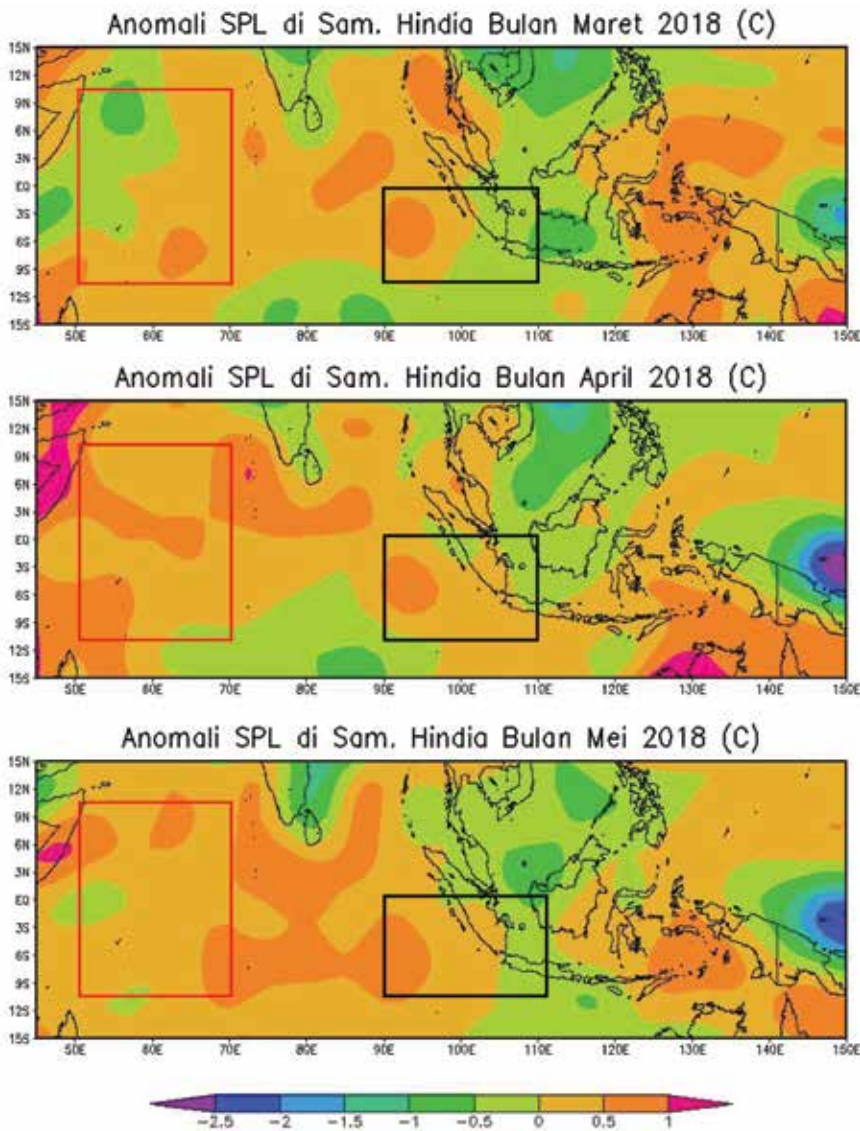 Anomali SPL di Sam. Hindia Bulan Maret 2018 (C)
15N
12N
9N
6N
3N
EQ
3S
6S
9S
12S
15S
50E 60E 70E 80E 90E 100E 110E 120E 130E 140E 150E
Anomali SPL di Sam. Hindia Bulan April 2018 (C)
15N
12N
9N
6N
3N
EQ
3S
6S
9S
12S
15S
50E 60E 70E 80E 90E 100E 110E 120E 130E 140E 150E
Anomali SPL di Sam. Hindia Bulan Mei 2018 (C)
15N
12N
9N
6N
3N
EQ
3S
6S
9S
12S
15S
50E 60E 70E 80E 90E 100E 110E 120E 130E 140E 150E
−2.5 −2 −1.5 −1 −0.5 0 0.5 1